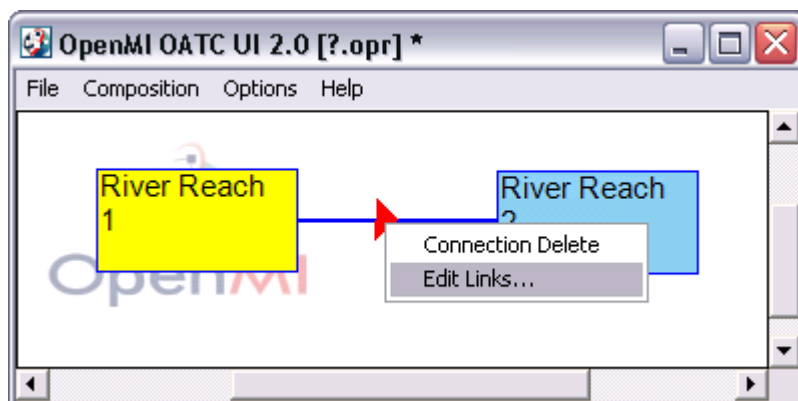 OpenMI OATC UI 2.0 [?.opr] *
File Composition Options Help
River Reach
1
River Reach
2
Connection Delete
Edit Links...
OpenMI